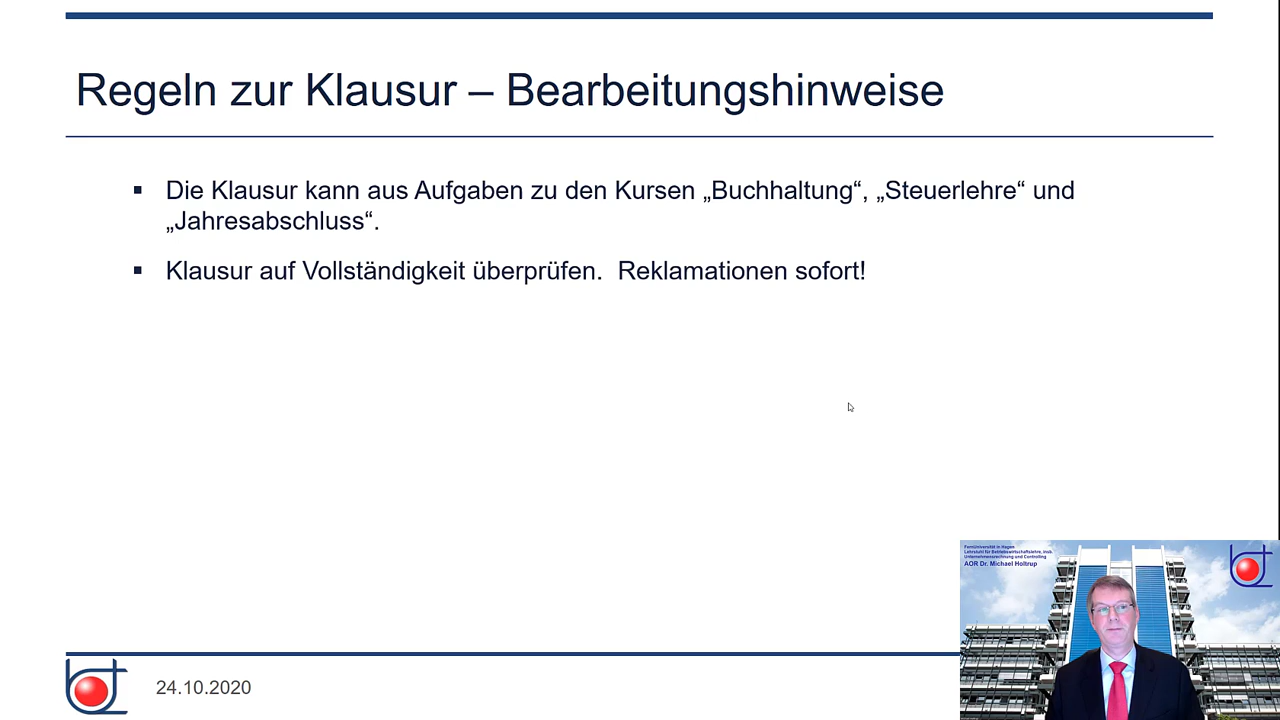 Regeln zur Klausur – Bearbeitungshinweise
▪ Die Klausur kann aus Aufgaben zu den Kursen „Buchhaltung“, „Steuerlehre“ und
„Jahresabschluss“.
▪ Klausur auf Vollständigkeit überprüfen.  Reklamationen sofort!
FernUniversität in Hagen
Lehrstuhl für Betriebswirtschaftslehre, insb.
Unternehmensrechnung und Controlling
AOR Dr. Michael Holtrup
24.10.2020